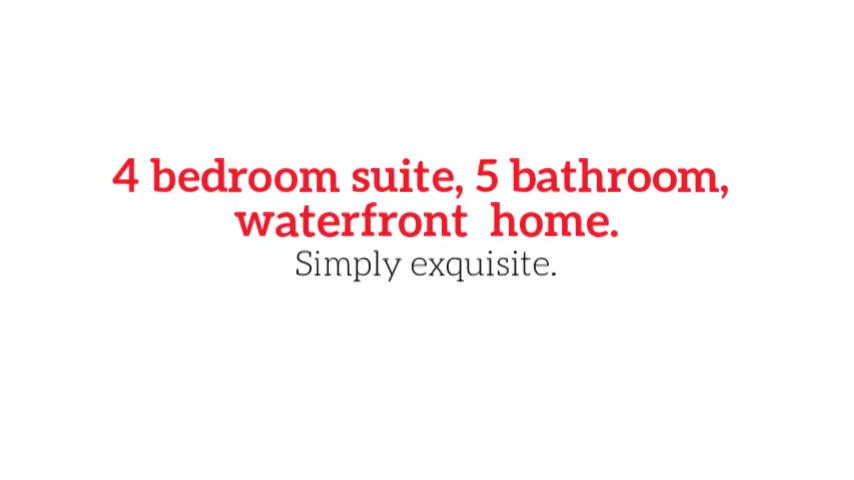 4 bedroom suite, 5 bathroom,
waterfront  home.
Simply exquisite.